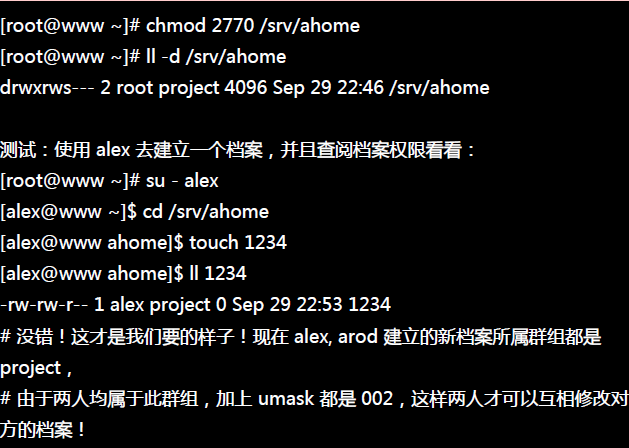 [root@www ~]# chmod 2770 /srv/ahome
[root@www ~]# ll -d /srv/ahome
drwxrws--- 2 root project 4096 Sep 29 22:46 /srv/ahome
测试：使用 alex 去建立一个档案，并且查阅档案权限看看：
[root@www ~]# su - alex
[alex@www ~]$ cd /srv/ahome
[alex@www ahome]$ touch 1234
[alex@www ahome]$ ll 1234
-rw-rw-r-- 1 alex project 0 Sep 29 22:53 1234
# 没错！这才是我们要的样子！现在 alex, arod 建立的新档案所属群组都是
project，
# 由于两人均属于此群组，加上 umask 都是 002，这样两人才可以互相修改对
方的档案！